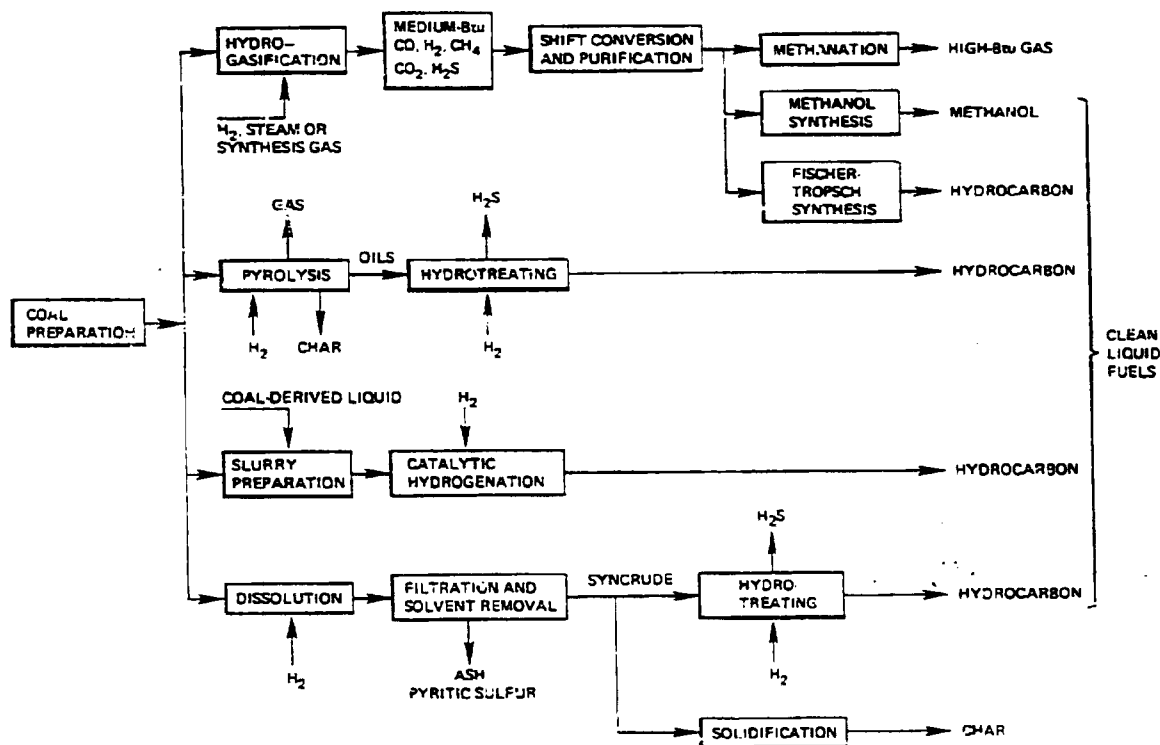 HYDRO-
GASIFICATION
MEDIUM-Btu
CO, H2, CH4
CO2, H2S
SHIFT CONVERSION
AND PURIFICATION
METHANATION
HIGH-Btu GAS
H2, STEAM OR
SYNTHESIS GAS
METHANOL
SYNTHESIS
METHANOL
FISCHER-
TROPSCH
SYNTHESIS
HYDROCARBON
GAS
H2S
PYROLYSIS
OILS
HYDROTREATING
HYDROCARBON
H2
CHAR
H2
COAL
PREPARATION
CLEAN
LIQUID
FUELS
COAL-DERIVED LIQUID
H2
SLURRY
PREPARATION
CATALYTIC
HYDROGENATION
HYDROCARBON
H2S
DISSOLUTION
FILTRATION AND
SOLVENT REMOVAL
SYNCRUDE
HYDRO-
TREATING
HYDROCARBON
H2
ASH
PYRITIC SULFUR
H2
SOLIDIFICATION
CHAR